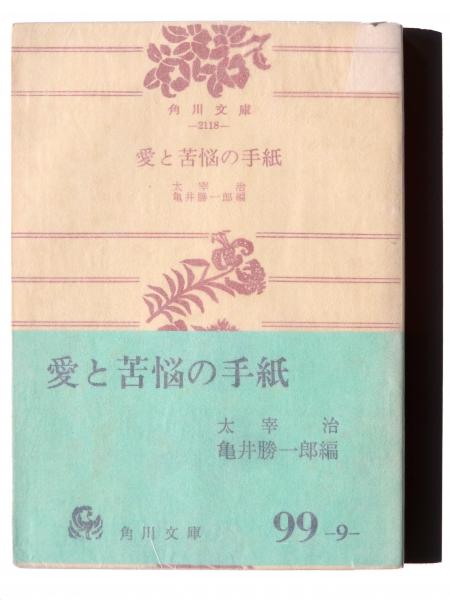 角川文庫
—2118—
愛と苦悩の手紙
太宰治
亀井勝一郎編
愛と苦悩の手紙
太宰治
亀井勝一郎編
角川文庫
99-9-